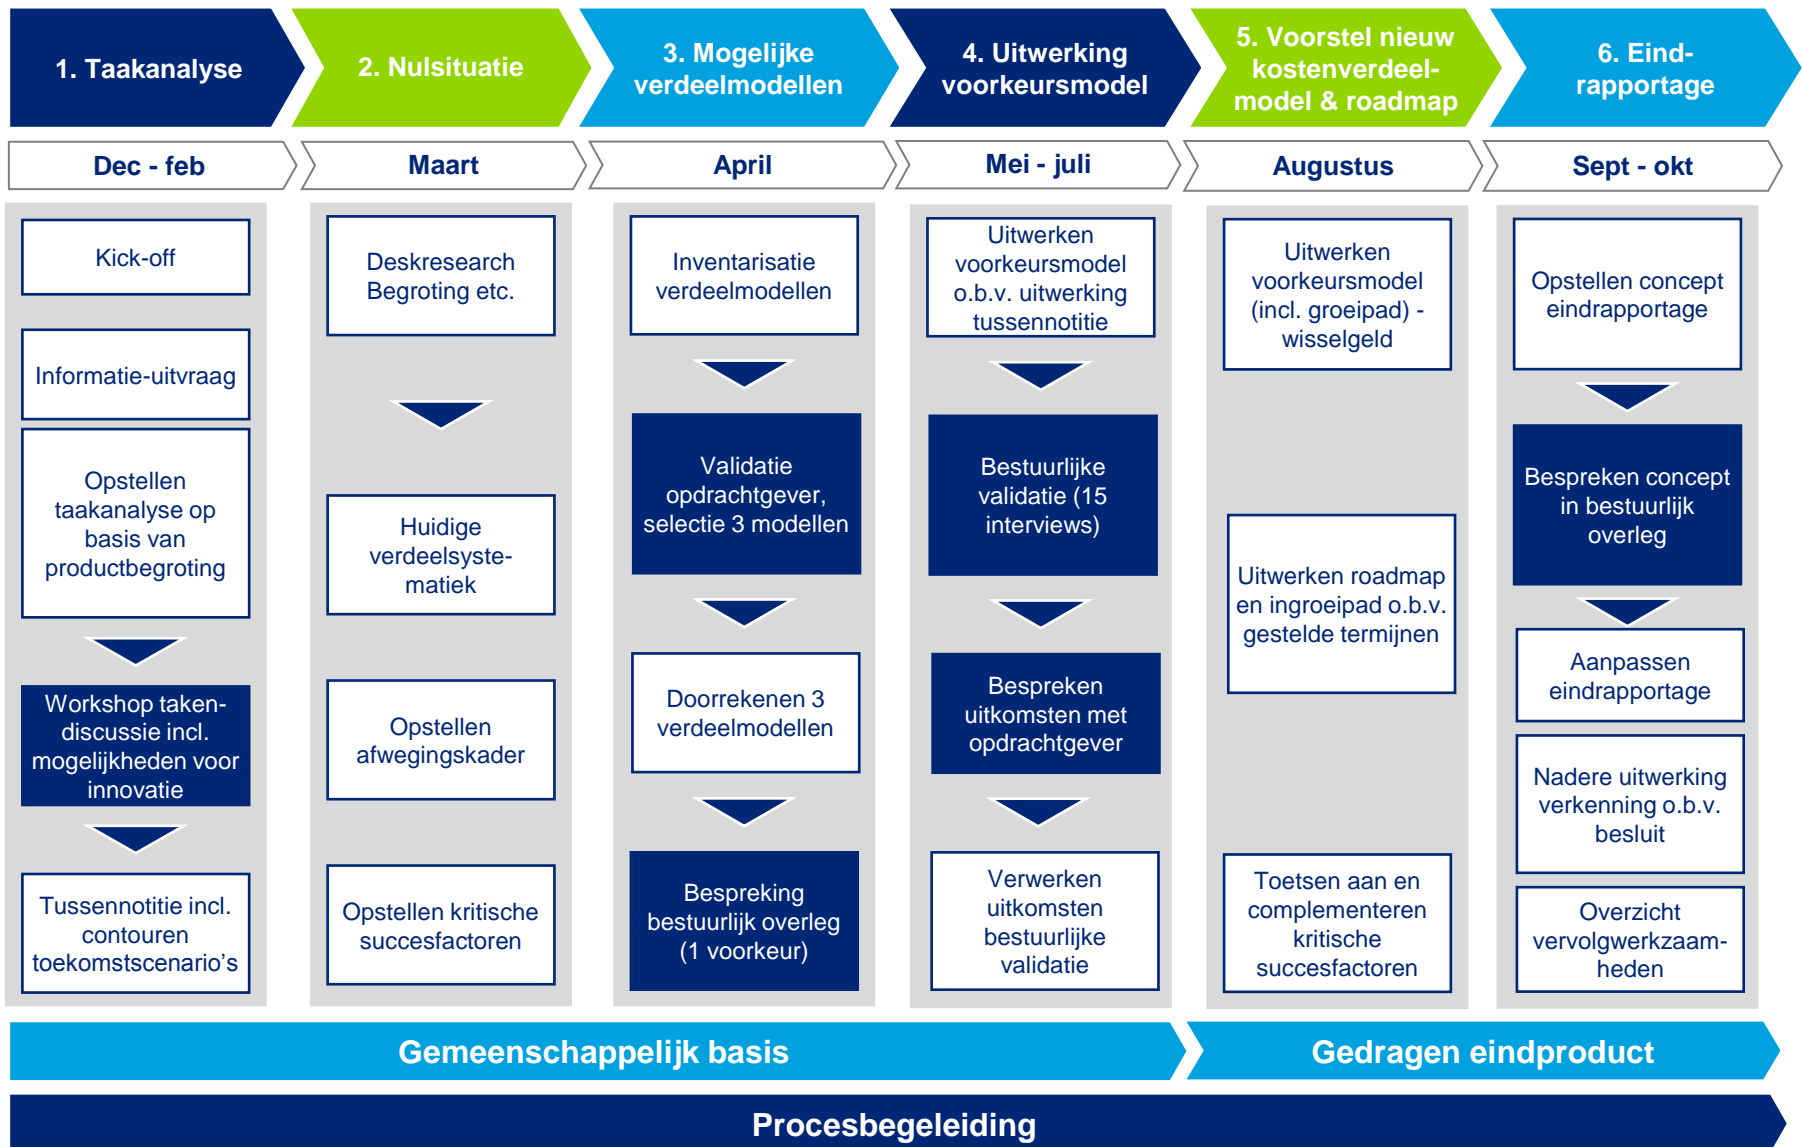 1. Taakanalyse
2. Nulsituatie
3. Mogelijke
verdeelmodellen
4. Uitwerking
voorkeursmodel
5. Voorstel nieuw
kostenverdeel-
model & roadmap
6. Eind-
rapportage
Dec - feb
Maart
April
Mei - juli
Augustus
Sept - okt
Kick-off
Informatie-uitvraag
Opstellen
taakanalyse op
basis van
productbegroting
Workshop taken-
discussie incl.
mogelijkheden voor
innovatie
Tussennotitie incl.
contouren
toekomstscenario's
Deskresearch
Begroting etc.
Huidige
verdeelsyste-
matiek
Opstellen
afwegingskader
Opstellen kritische
succesfactoren
Inventarisatie
verdeelmodellen
Validatie
opdrachtgever,
selectie 3 modellen
Doorrekenen 3
verdeelmodellen
Bespreking
bestuurlijk overleg
(1 voorkeur)
Uitwerken
voorkeursmodel
o.b.v. uitwerking
tussennotitie
Bestuurlijke
validatie (15
interviews)
Bespreken
uitkomsten met
opdrachtgever
Verwerken
uitkomsten
bestuurlijke
validatie
Uitwerken
voorkeursmodel
(incl. groeipad) -
wisselgeld
Uitwerken roadmap
en ingroeipad o.b.v.
gestelde termijnen
Toetsen aan en
complementeren
kritische
succesfactoren
Opstellen concept
eindrapportage
Bespreken concept
in bestuurlijk
overleg
Aanpassen
eindrapportage
Nadere uitwerking
verkenning o.b.v.
besluit
Overzicht
vervolgwerkzaam-
heden
Gemeenschappelijk basis
Gedragen eindproduct
Procesbegeleiding